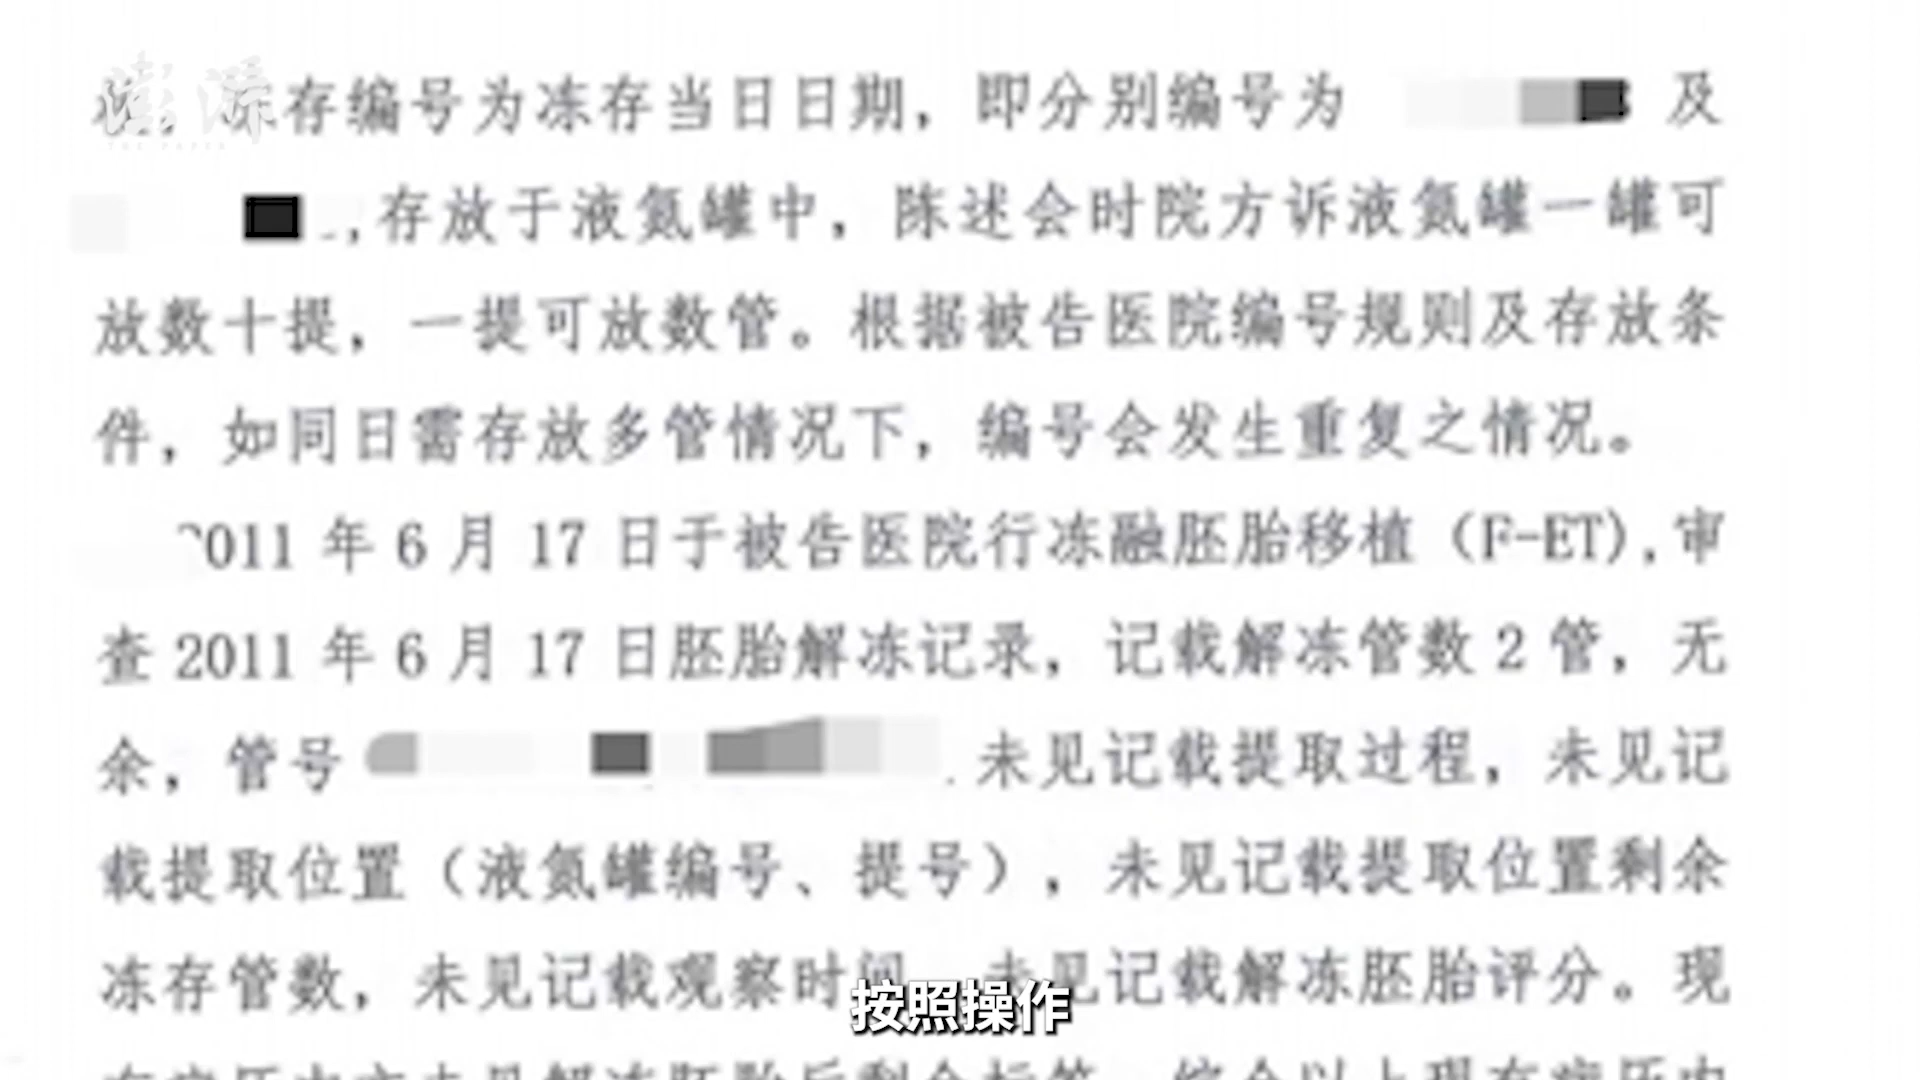 澎湃
THE PAPER
冻存编号为冻存当日日期，即分别编号为 及
,存放于液氮罐中，陈述会时院方诉液氮罐一罐可
放数十提，一提可放数管。根据被告医院编号规则及存放条
件，如同日需存放多管情况下，编号会发生重复之情况。
2011 年 6 月 17 日于被告医院行冻融胚胎移植（F-ET),审
查 2011 年 6 月 17 日胚胎解冻记录，记载解冻管数 2 管，无
余，管号 未见记载提取过程，未见记
载提取位置（液氮罐编号、提号），未见记载提取位置剩余
冻存管数，未见记载观察时间，未见记载解冻胚胎评分。现
按照操作